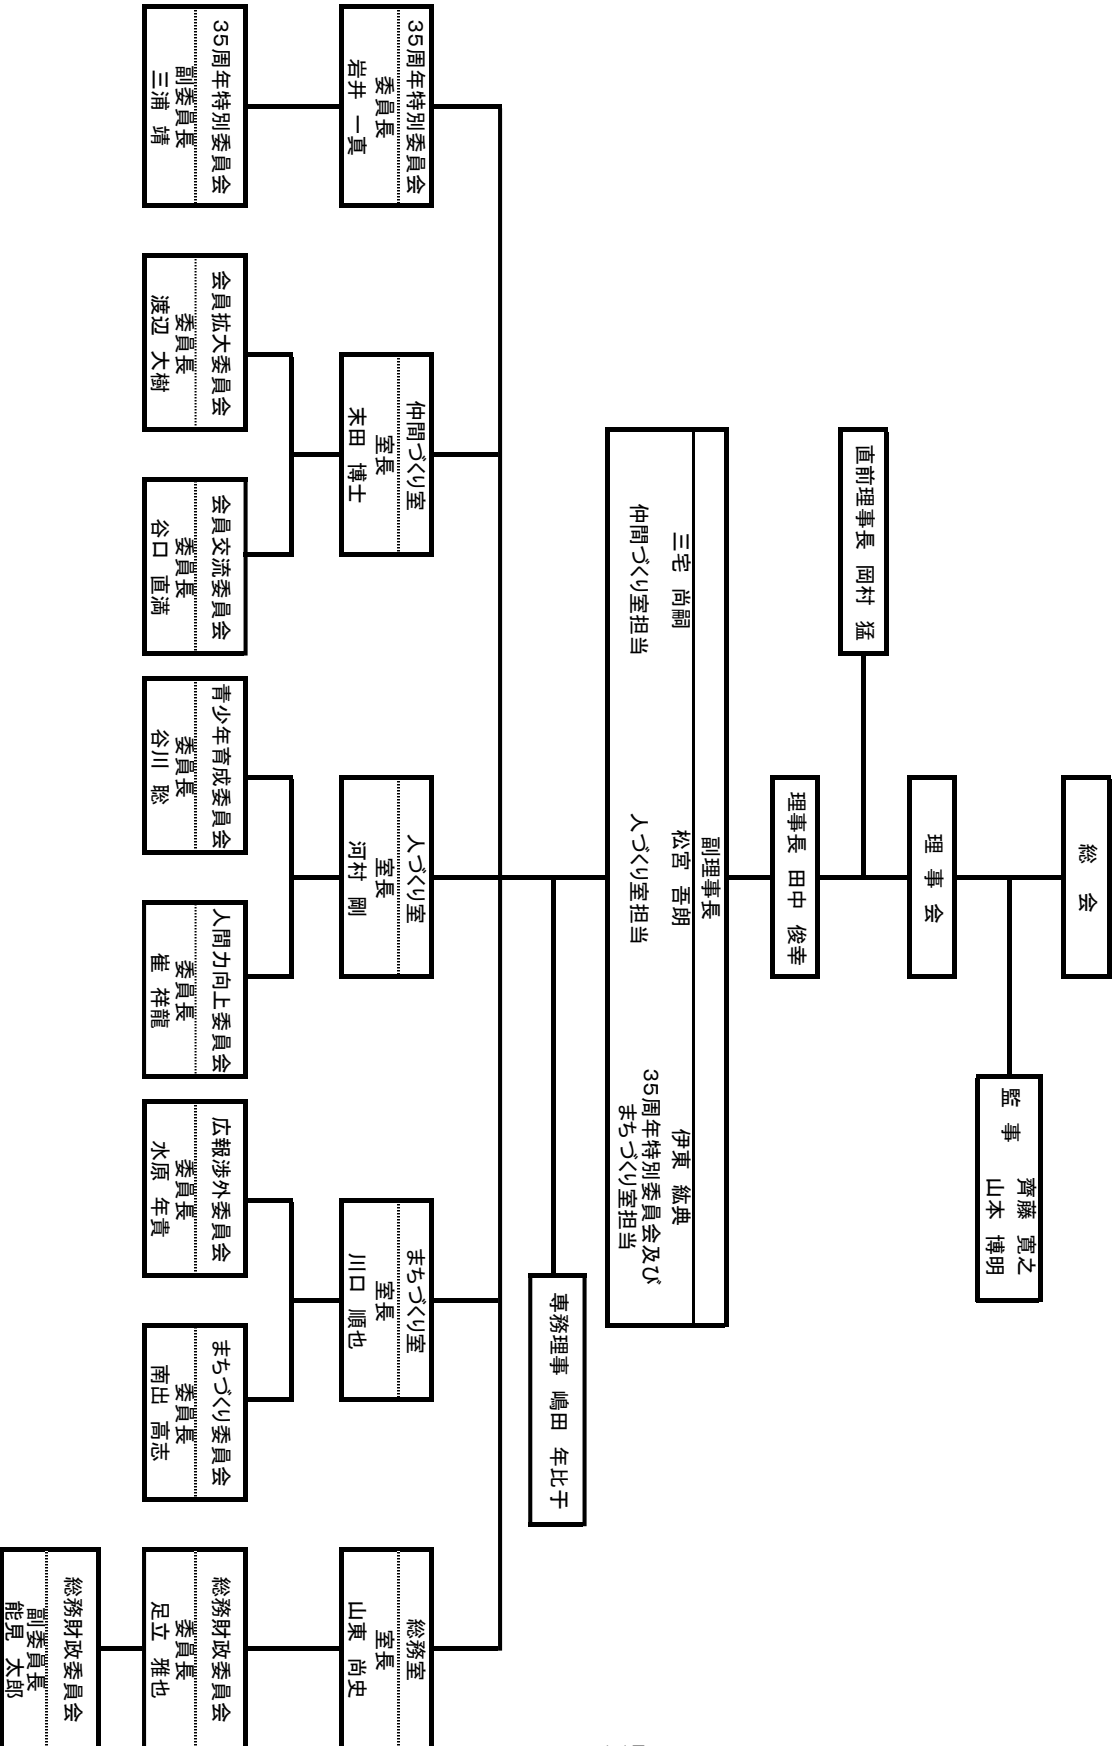 総　会
監　事　齊藤　寛之
山本　博明
理　事　会
直前理事長　岡村　猛
理事長　田中　俊幸
副理事長
三宅　尚嗣
仲間づくり室担当
松宮　吾朗
人づくり室担当
伊東　紘典
35周年特別委員会及び
まちづくり室担当
専務理事　嶋田　年比于
35周年特別委員会
委員長
岩井　一真
仲間づくり室
室長
末田　博士
人づくり室
室長
河村　剛
まちづくり室
室長
川口　順也
総務室
室長
山東　尚史
35周年特別委員会
副委員長
三浦　靖
会員拡大委員会
委員長
渡辺　大樹
会員交流委員会
委員長
谷口　直満
青少年育成委員会
委員長
谷川　聡
人間力向上委員会
委員長
崔　祥龍
広報渉外委員会
委員長
水原　年貴
まちづくり委員会
委員長
南出　高志
総務財政委員会
委員長
足立　雅也
総務財政委員会
副委員長
能見　太郎